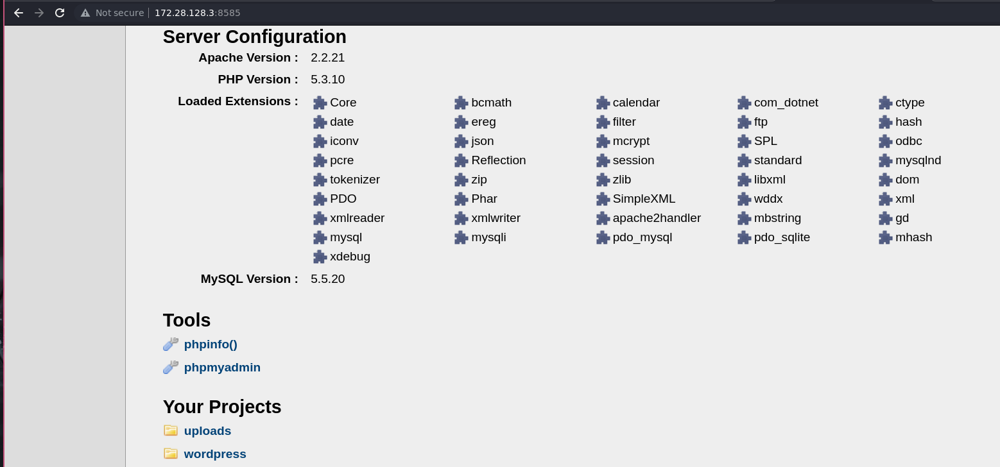 Not secure 172.28.128.3:8585
Server Configuration
Apache Version : 2.2.21
PHP Version : 5.3.10
Loaded Extensions : Core bcmath calendar com_dotnet ctype
date ereg filter ftp hash
iconv json mcrypt SPL odbc
pcre Reflection session standard mysqlnd
tokenizer zip zlib libxml dom
PDO Phar SimpleXML wddx xml
xmlreader xmlwriter apache2handler mbstring gd
mysql mysqli pdo_mysql pdo_sqlite mhash
xdebug
MySQL Version : 5.5.20
Tools
phpinfo()
phpmyadmin
Your Projects
uploads
wordpress